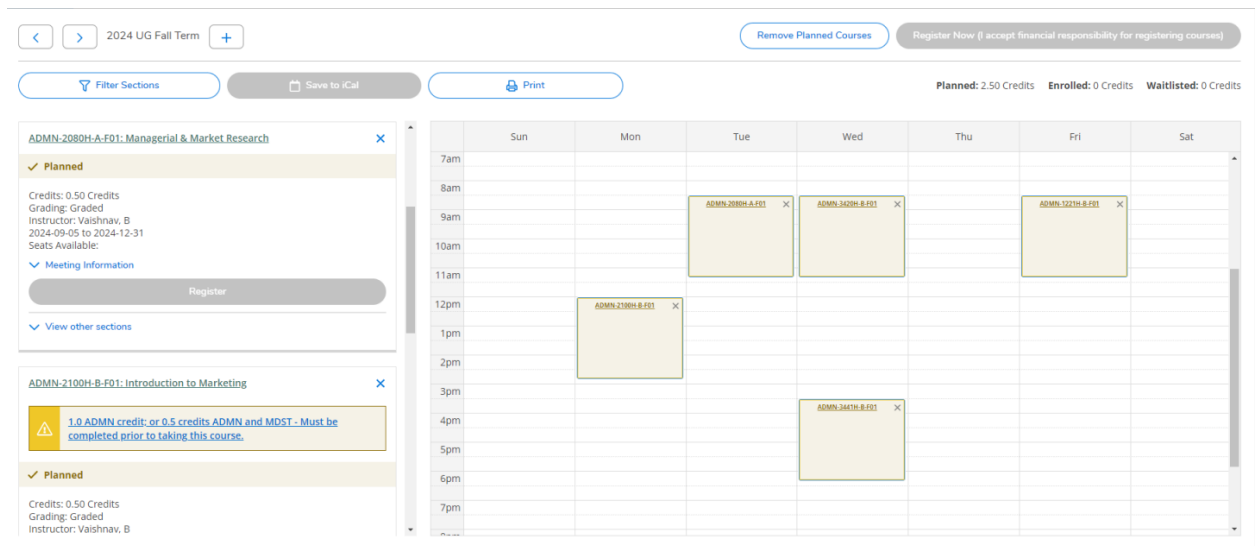 2024 UG Fall Term
Remove Planned Courses
Register Now (I accept financial responsibility for registering courses)
Filter Sections
Save to iCal
Print
Planned: 2.50 Credits Enrolled: 0 Credits Waitlisted: 0 Credits
ADMN-2080H-A-F01: Managerial & Market Research
Planned
Credits: 0.50 Credits
Grading: Graded
Instructor: Vaishnav, B
2024-09-05 to 2024-12-31
Seats Available:
Meeting Information
Register
View other sections
ADMN-2100H-B-F01: Introduction to Marketing
1.0 ADMN credit; or 0.5 credits ADMN and MDST - Must be
completed prior to taking this course.
Planned
Credits: 0.50 Credits
Grading: Graded
Instructor: Vaishnav, B
Sun Mon Tue Wed Thu Fri Sat
7am
8am
ADMN-2080H-A-F01 ADMN-3420H-B-F01 ADMN-1221H-B-F01
9am
10am
11am
12pm
ADMN-2100H-B-F01
1pm
2pm
3pm
ADMN-3441H-B-F01
4pm
5pm
6pm
7pm